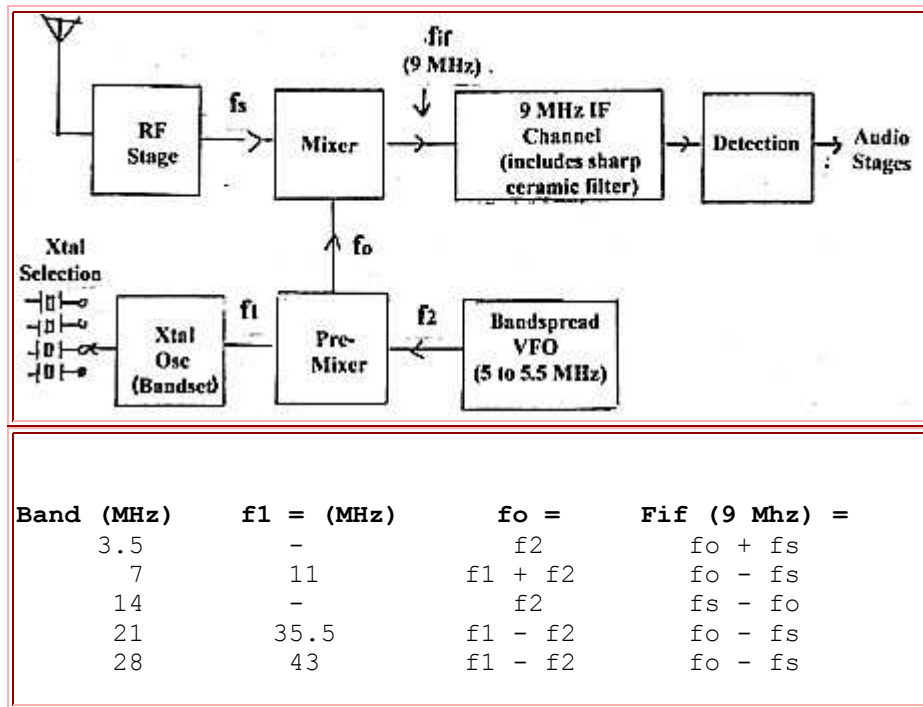 fif
(9 MHz) .
RF
Stage
fs
Mixer
9 MHz IF
Channel
(includes sharp
ceramic filter)
Detection
Audio
Stages
fo
Xtal
Selection
Xtal
Osc
(Bandset)
f1
Pre-
Mixer
f2
Bandspread
VFO
(5 to 5.5 MHz)
Band (MHz) f1 = (MHz) fo = Fif (9 Mhz) =
3.5 - f2 fo + fs
7 11 f1 + f2 fo - fs
14 - f2 fs - fo
21 35.5 f1 - f2 fo - fs
28 43 f1 - f2 fo - fs